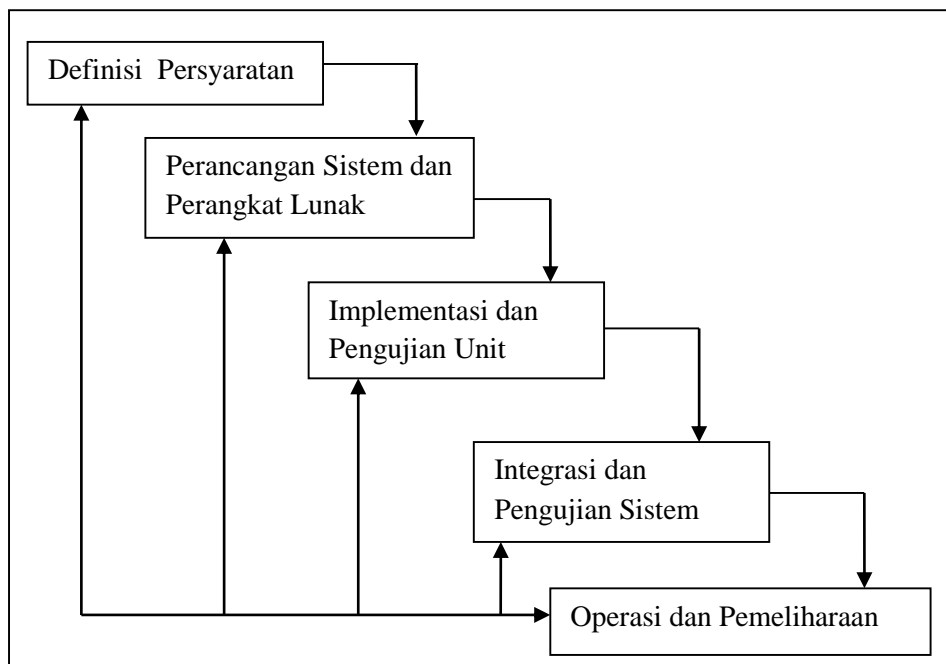 Definisi Persyaratan
Perancangan Sistem dan
Perangkat Lunak
Implementasi dan
Pengujian Unit
Integrasi dan
Pengujian Sistem
Operasi dan Pemeliharaan